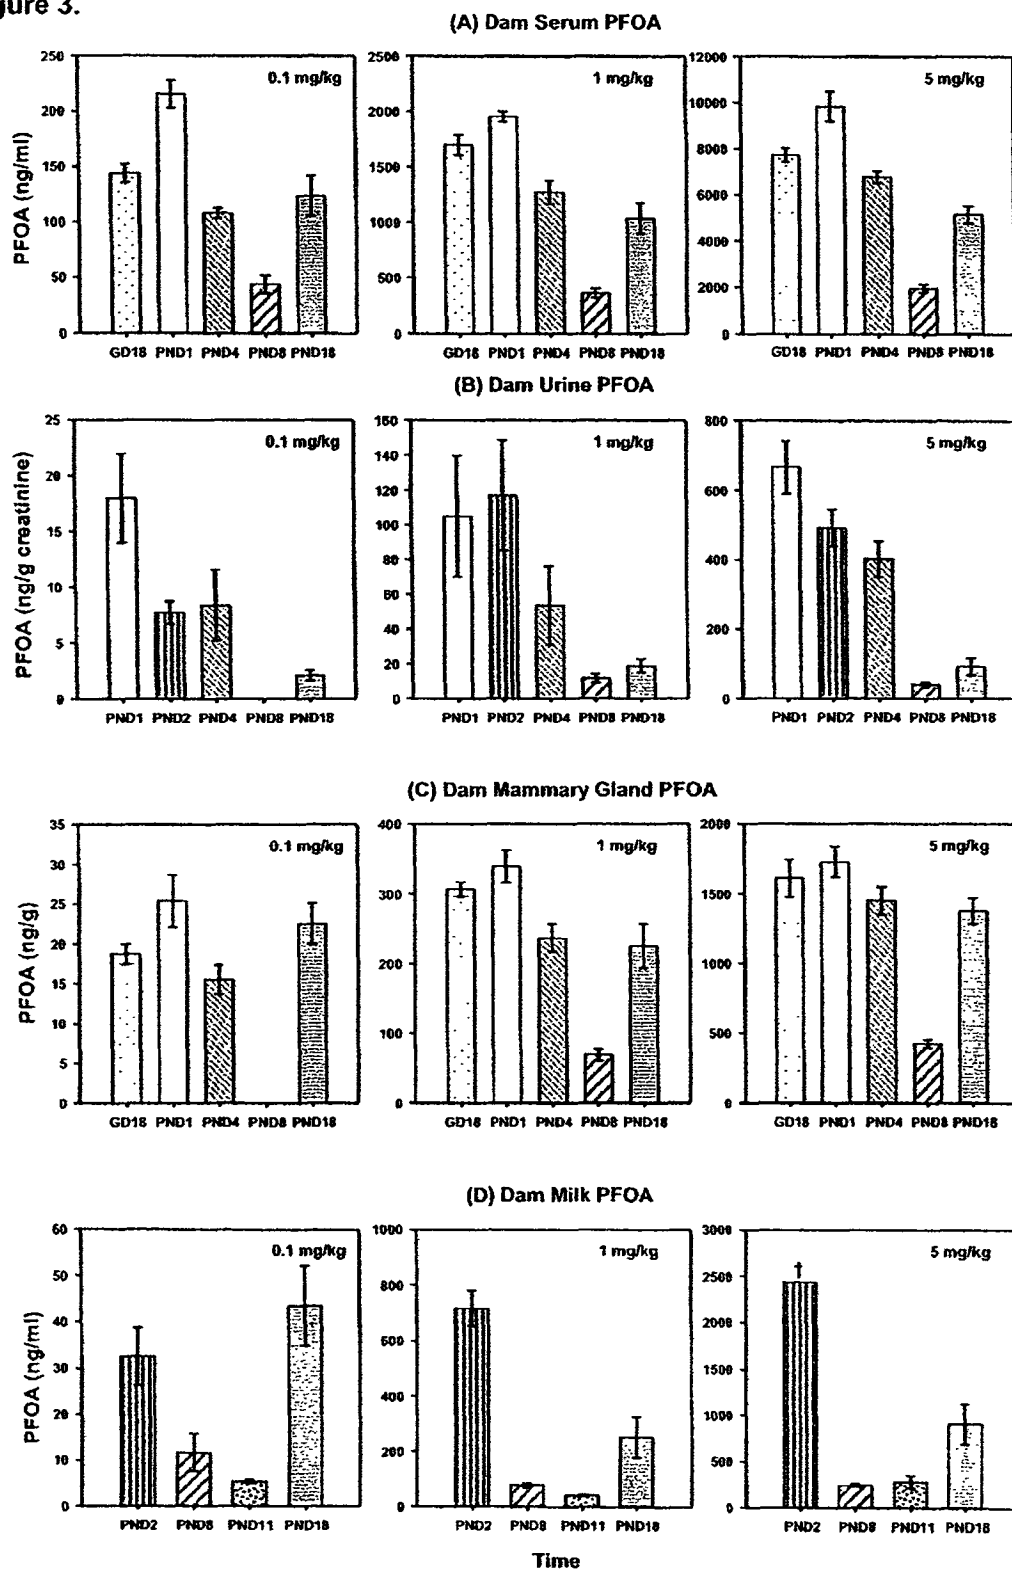 gure 3.
(A) Dam Serum PFOA
250 2500 12000
0.1 mg/kg 1 mg/kg 5 mg/kg
200 2000 10000
150 1500 8000
100 1000 6000
50 500 4000
0 0 2000
0
PFOA (ng/ml)
GD18 PND1 PND4 PND8 PND18 GD18 PND1 PND4 PND8 PND18 GD18 PND1 PND4 PND8 PND18
(B) Dam Urine PFOA
25 160 800
0.1 mg/kg 1 mg/kg 5 mg/kg
20 140 600
15 120 400
10 100 200
5 80 0
0 60
40
20
0
PFOA (ng/g creatinine)
PND1 PND2 PND4 PND8 PND18 PND1 PND2 PND4 PND8 PND18 PND1 PND2 PND4 PND8 PND18
(C) Dam Mammary Gland PFOA
35 400 2000
0.1 mg/kg 1 mg/kg 5 mg/kg
30 300 1500
25 200 1000
20 100 500
15 0 0
10
5
0
PFOA (ng/g)
GD18 PND1 PND4 PND8 PND18 GD18 PND1 PND4 PND8 PND18 GD18 PND1 PND4 PND8 PND18
(D) Dam Milk PFOA
60 1000 3000
0.1 mg/kg 1 mg/kg 5 mg/kg
50 800 2500
40 600 2000
30 400 1500
20 200 1000
10 0 500
0 0
PFOA (ng/ml)
PND2 PND8 PND11 PND18 PND2 PND8 PND11 PND18 PND2 PND8 PND11 PND18
Time